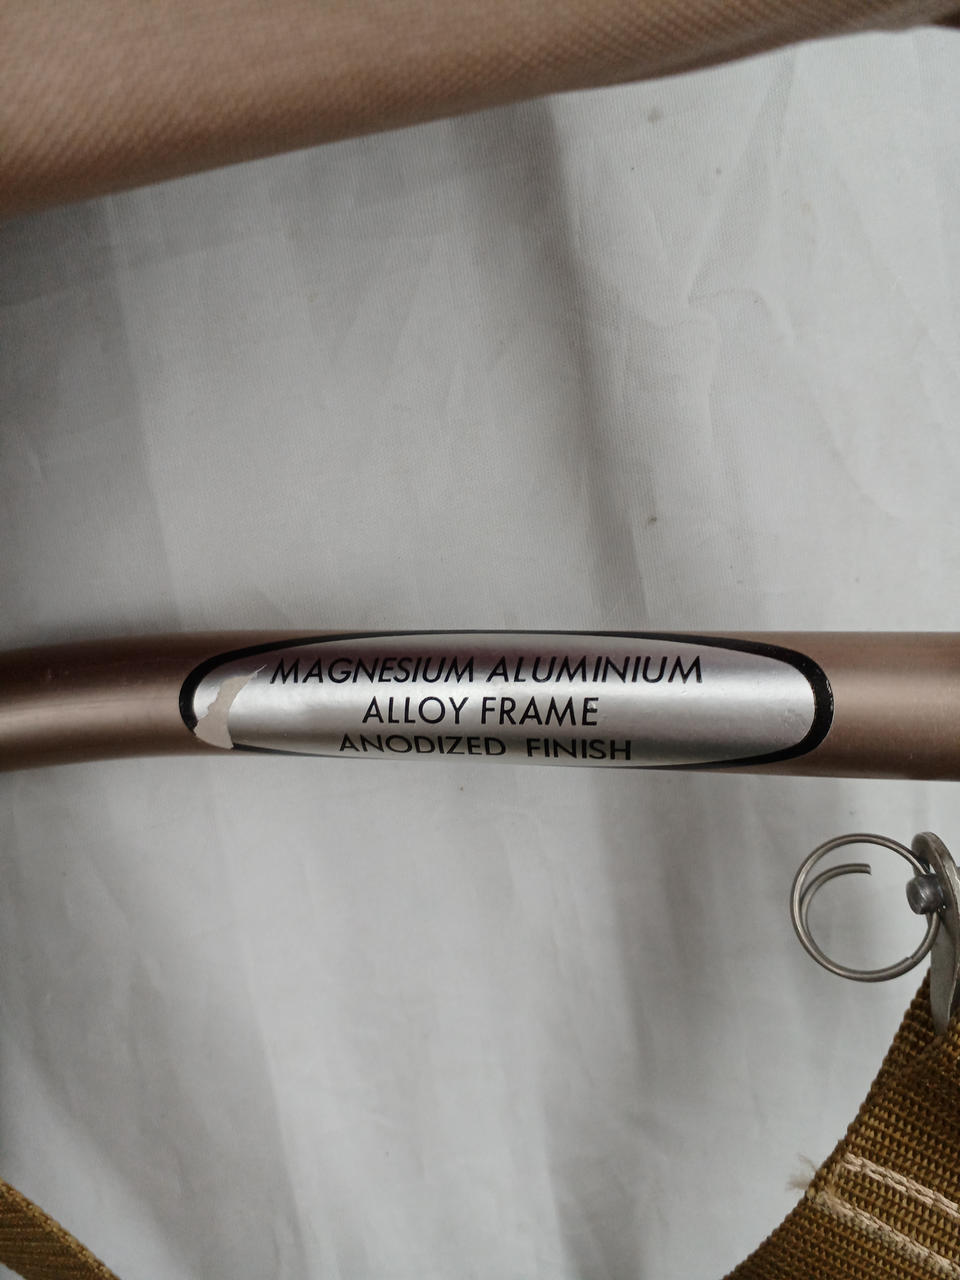 MAGNESIUM ALUMINIUM
ALLOY FRAME
ANODIZED FINISH